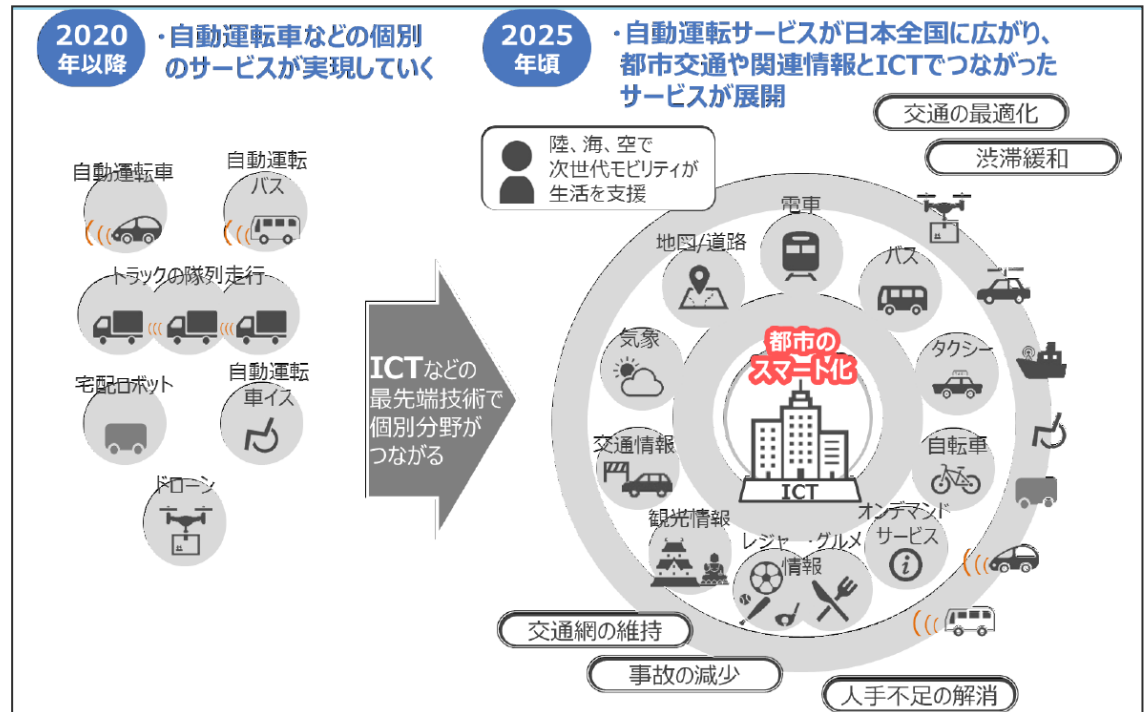 2020
年以降
・自動運転車などの個別
のサービスが実現していく
自動運転車
自動運転
バス
トラックの隊列走行
宅配ロボット
自動運転
車イス
ドローン
ICTなどの
最先端技術で
個別分野が
つながる
2025
年頃
・自動運転サービスが日本全国に広がり、
都市交通や関連情報とICTでつながった
サービスが展開
陸、海、空で
次世代モビリティが
生活を支援
交通の最適化
渋滞緩和
電車
地図/道路
バス
気象
タクシー
都市の
スマート化
ICT
交通情報
自転車
観光情報
レジャー・グルメ
情報
オンデマンド
サービス
交通網の維持
事故の減少
人手不足の解消